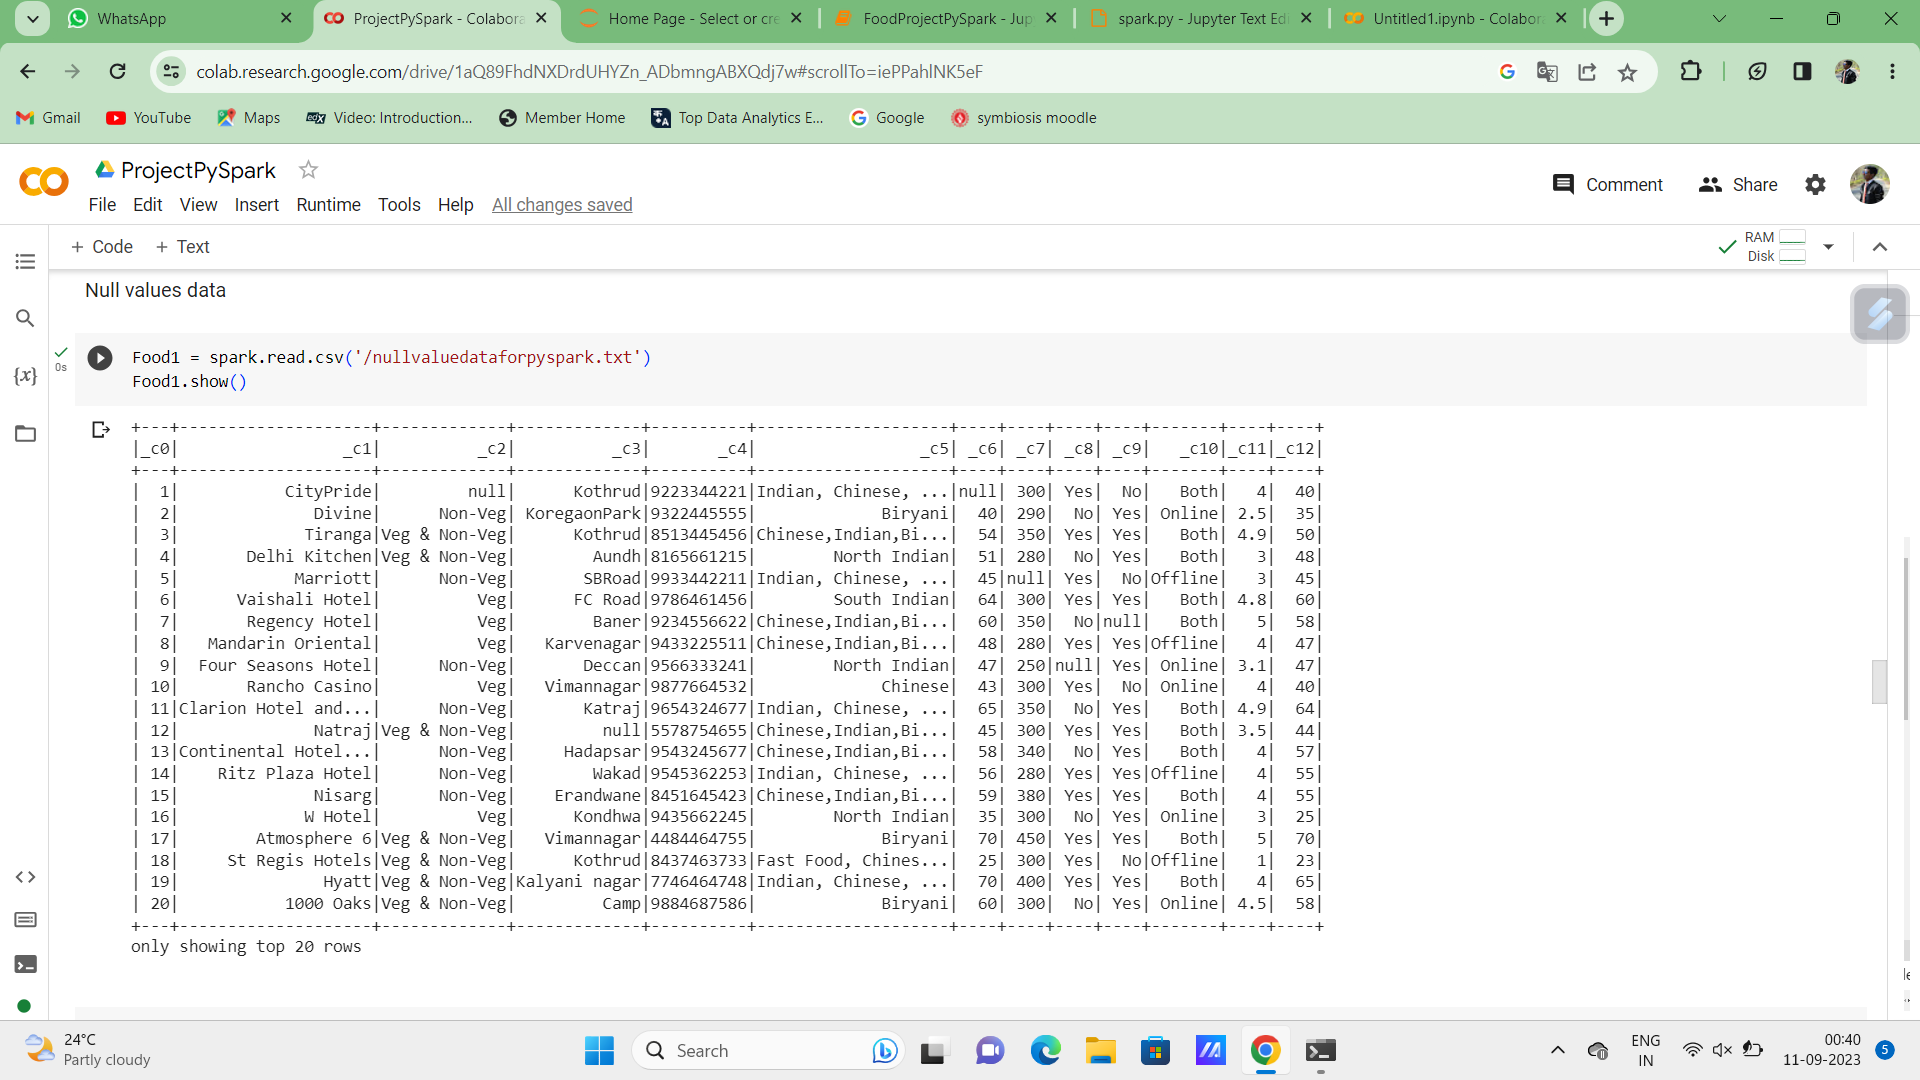 WhatsApp
ProjectPySpark - Colabora
Home Page - Select or cre
FoodProjectPySpark - Jup
spark.py - Jupyter Text Edi
Untitled1.ipynb - Colabora
colab.research.google.com/drive/1aQ89FhdNXDrdUHYZn_ADbmngABXQdj7w#scrollTo=iePPahlNK5eF
Gmail
YouTube
Maps
edX Video: Introduction...
Member Home
Top Data Analytics E...
Google
symbiosis moodle
ProjectPySpark
Comment
Share
File Edit View Insert Runtime Tools Help All changes saved
+ Code + Text
RAM
Disk
Null values data
0s
{x}
Food1 = spark.read.csv('/nullvaluedataforpyspark.txt')
Food1.show()
+---+--------------------+-------------+-------------+----------+--------------------+----+----+----+----+-------+----+----+
|_c0| _c1| _c2| _c3| _c4| _c5| _c6| _c7| _c8| _c9| _c10|_c11|_c12|
+---+--------------------+-------------+-------------+----------+--------------------+----+----+----+----+-------+----+----+
| 1| CityPride| null| Kothrud|9223344221|Indian, Chinese, ...|null| 300| Yes| No| Both| 4| 40|
| 2| Divine| Non-Veg| KoregaonPark|9322445555| Biryani| 40| 290| No| Yes| Online| 2.5| 35|
| 3| Tiranga|Veg & Non-Veg| Kothrud|8513445456|Chinese,Indian,Bi...| 54| 350| Yes| Yes| Both| 4.9| 50|
| 4| Delhi Kitchen|Veg & Non-Veg| Aundh|8165661215| North Indian| 51| 280| No| Yes| Both| 3| 48|
| 5| Marriott| Non-Veg| SBRoad|9933442211|Indian, Chinese, ...| 45|null| Yes| No|Offline| 3| 45|
| 6| Vaishali Hotel| Veg| FC Road|9786461456| South Indian| 64| 300| Yes| Yes| Both| 4.8| 60|
| 7| Regency Hotel| Veg| Baner|9234556622|Chinese,Indian,Bi...| 60| 350| No|null| Both| 5| 58|
| 8| Mandarin Oriental| Veg| Karvenagar|9433225511|Chinese,Indian,Bi...| 48| 280| Yes| Yes|Offline| 4| 47|
| 9| Four Seasons Hotel| Non-Veg| Deccan|9566333241| North Indian| 47| 250|null| Yes| Online| 3.1| 47|
| 10| Rancho Casino| Veg| Vimannagar|9877664532| Chinese| 43| 300| Yes| No| Online| 4| 40|
| 11|Clarion Hotel and...| Non-Veg| Katraj|9654324677|Indian, Chinese, ...| 65| 350| No| Yes| Both| 4.9| 64|
| 12| Natraj|Veg & Non-Veg| null|5578754655|Chinese,Indian,Bi...| 45| 300| Yes| Yes| Both| 3.5| 44|
| 13|Continental Hotel...| Non-Veg| Hadapsar|9543245677|Chinese,Indian,Bi...| 58| 340| No| Yes| Both| 4| 57|
| 14| Ritz Plaza Hotel| Non-Veg| Wakad|9545362253|Indian, Chinese, ...| 56| 280| Yes| Yes|Offline| 4| 55|
| 15| Nisarg| Non-Veg| Erandwane|8451645423|Chinese,Indian,Bi...| 59| 380| Yes| Yes| Both| 4| 55|
| 16| W Hotel| Veg| Kondhwa|9435662245| North Indian| 35| 300| No| Yes| Online| 3| 25|
| 17| Atmosphere 6|Veg & Non-Veg| Vimannagar|4484464755| Biryani| 70| 450| Yes| Yes| Both| 5| 70|
| 18| St Regis Hotels|Veg & Non-Veg| Kothrud|8437463733|Fast Food, Chines...| 25| 300| Yes| No|Offline| 1| 23|
| 19| Hyatt|Veg & Non-Veg|Kalyani nagar|7746464748|Indian, Chinese, ...| 70| 400| Yes| Yes| Both| 4| 65|
| 20| 1000 Oaks|Veg & Non-Veg| Camp|9884687586| Biryani| 60| 300| No| Yes| Online| 4.5| 58|
+---+--------------------+-------------+-------------+----------+--------------------+----+----+----+----+-------+----+----+
only showing top 20 rows
24°C
Partly cloudy
Search
ENG
IN
00:40
11-09-2023
5